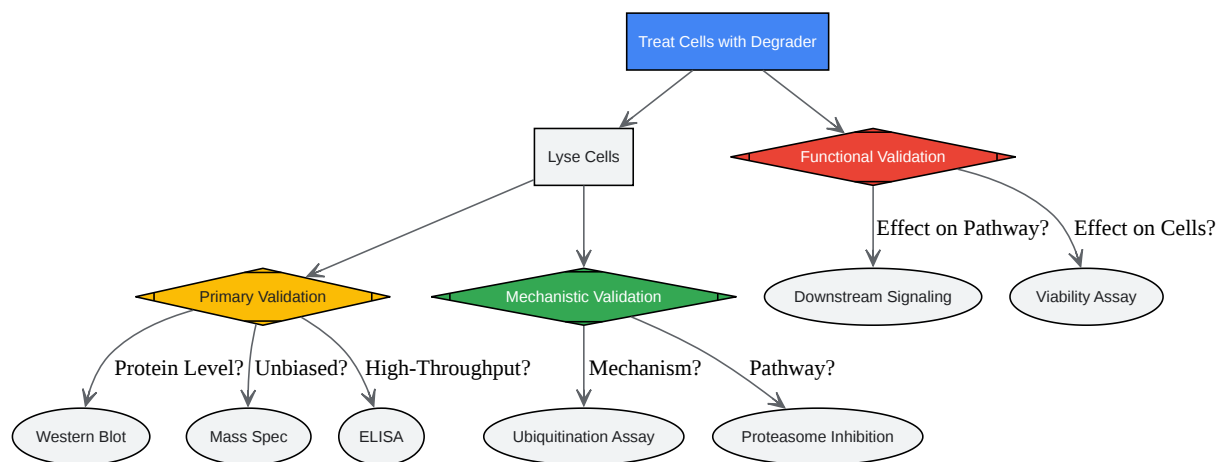 Treat Cells with Degrader
Lyse Cells
Functional Validation
Effect on Pathway?
Effect on Cells?
Primary Validation
Mechanistic Validation
Downstream Signaling
Viability Assay
Protein Level?
Unbiased?
High-Throughput?
Mechanism?
Pathway?
Western Blot
Mass Spec
ELISA
Ubiquitination Assay
Proteasome Inhibition